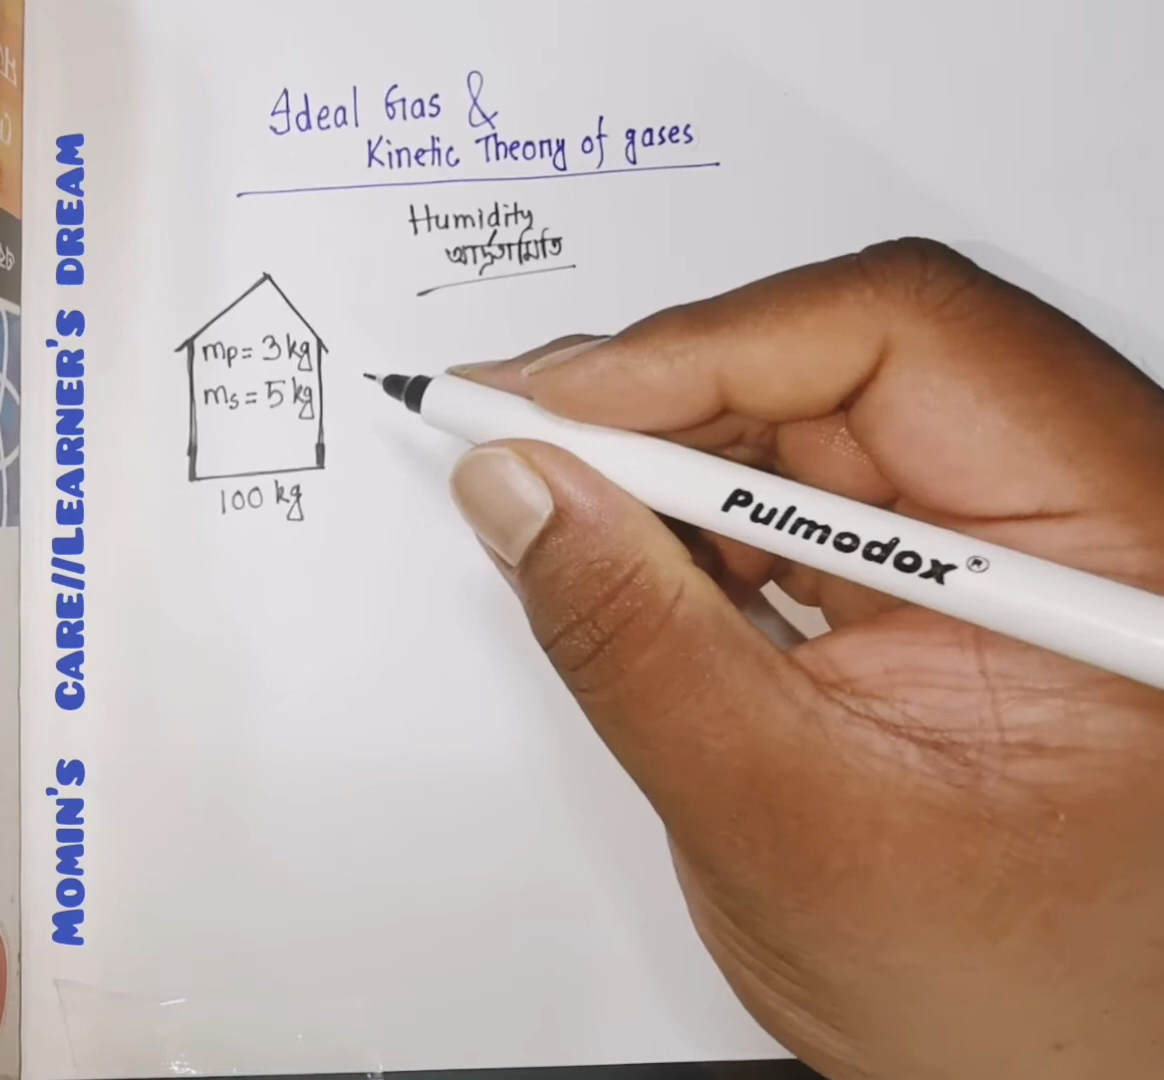 Ideal Gas &
Kinetic Theory of gases
Humidity
আর্দ্রতামিতি
mp = 3 kg
ms = 5 kg
100 kg
Pulmodox®
MOMIN'S CARE//LEARNER'S DREAM